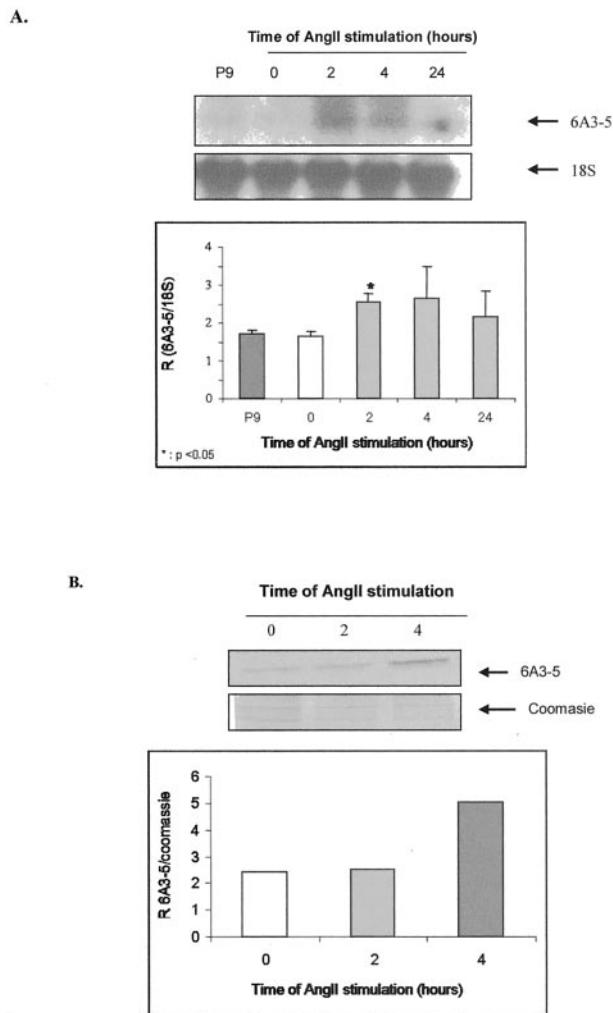 A.
Time of AngII stimulation (hours)
P9 0 2 4 24
6A3-5
18S
R (6A3-5/18S)
4
3
2
1
0
*
P9 0 2 4 24
Time of AngII stimulation (hours)
* : p <0.05
B.
Time of AngII stimulation
0 2 4
6A3-5
Coomasie
R 6A3-5/coomassie
6
5
4
3
2
1
0
0 2 4
Time of AngII stimulation (hours)